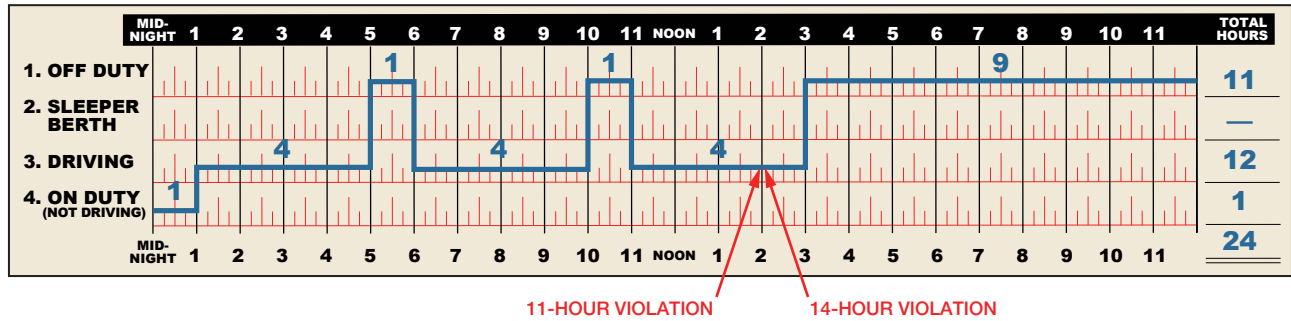 MID-NIGHT 1 2 3 4 5 6 7 8 9 10 11 NOON 1 2 3 4 5 6 7 8 9 10 11 TOTAL HOURS
1. OFF DUTY 1 1 9 11
2. SLEEPER BERTH —
3. DRIVING 4 4 4 12
4. ON DUTY (NOT DRIVING) 1 1
MID-NIGHT 1 2 3 4 5 6 7 8 9 10 11 NOON 1 2 3 4 5 6 7 8 9 10 11 24
11-HOUR VIOLATION 14-HOUR VIOLATION